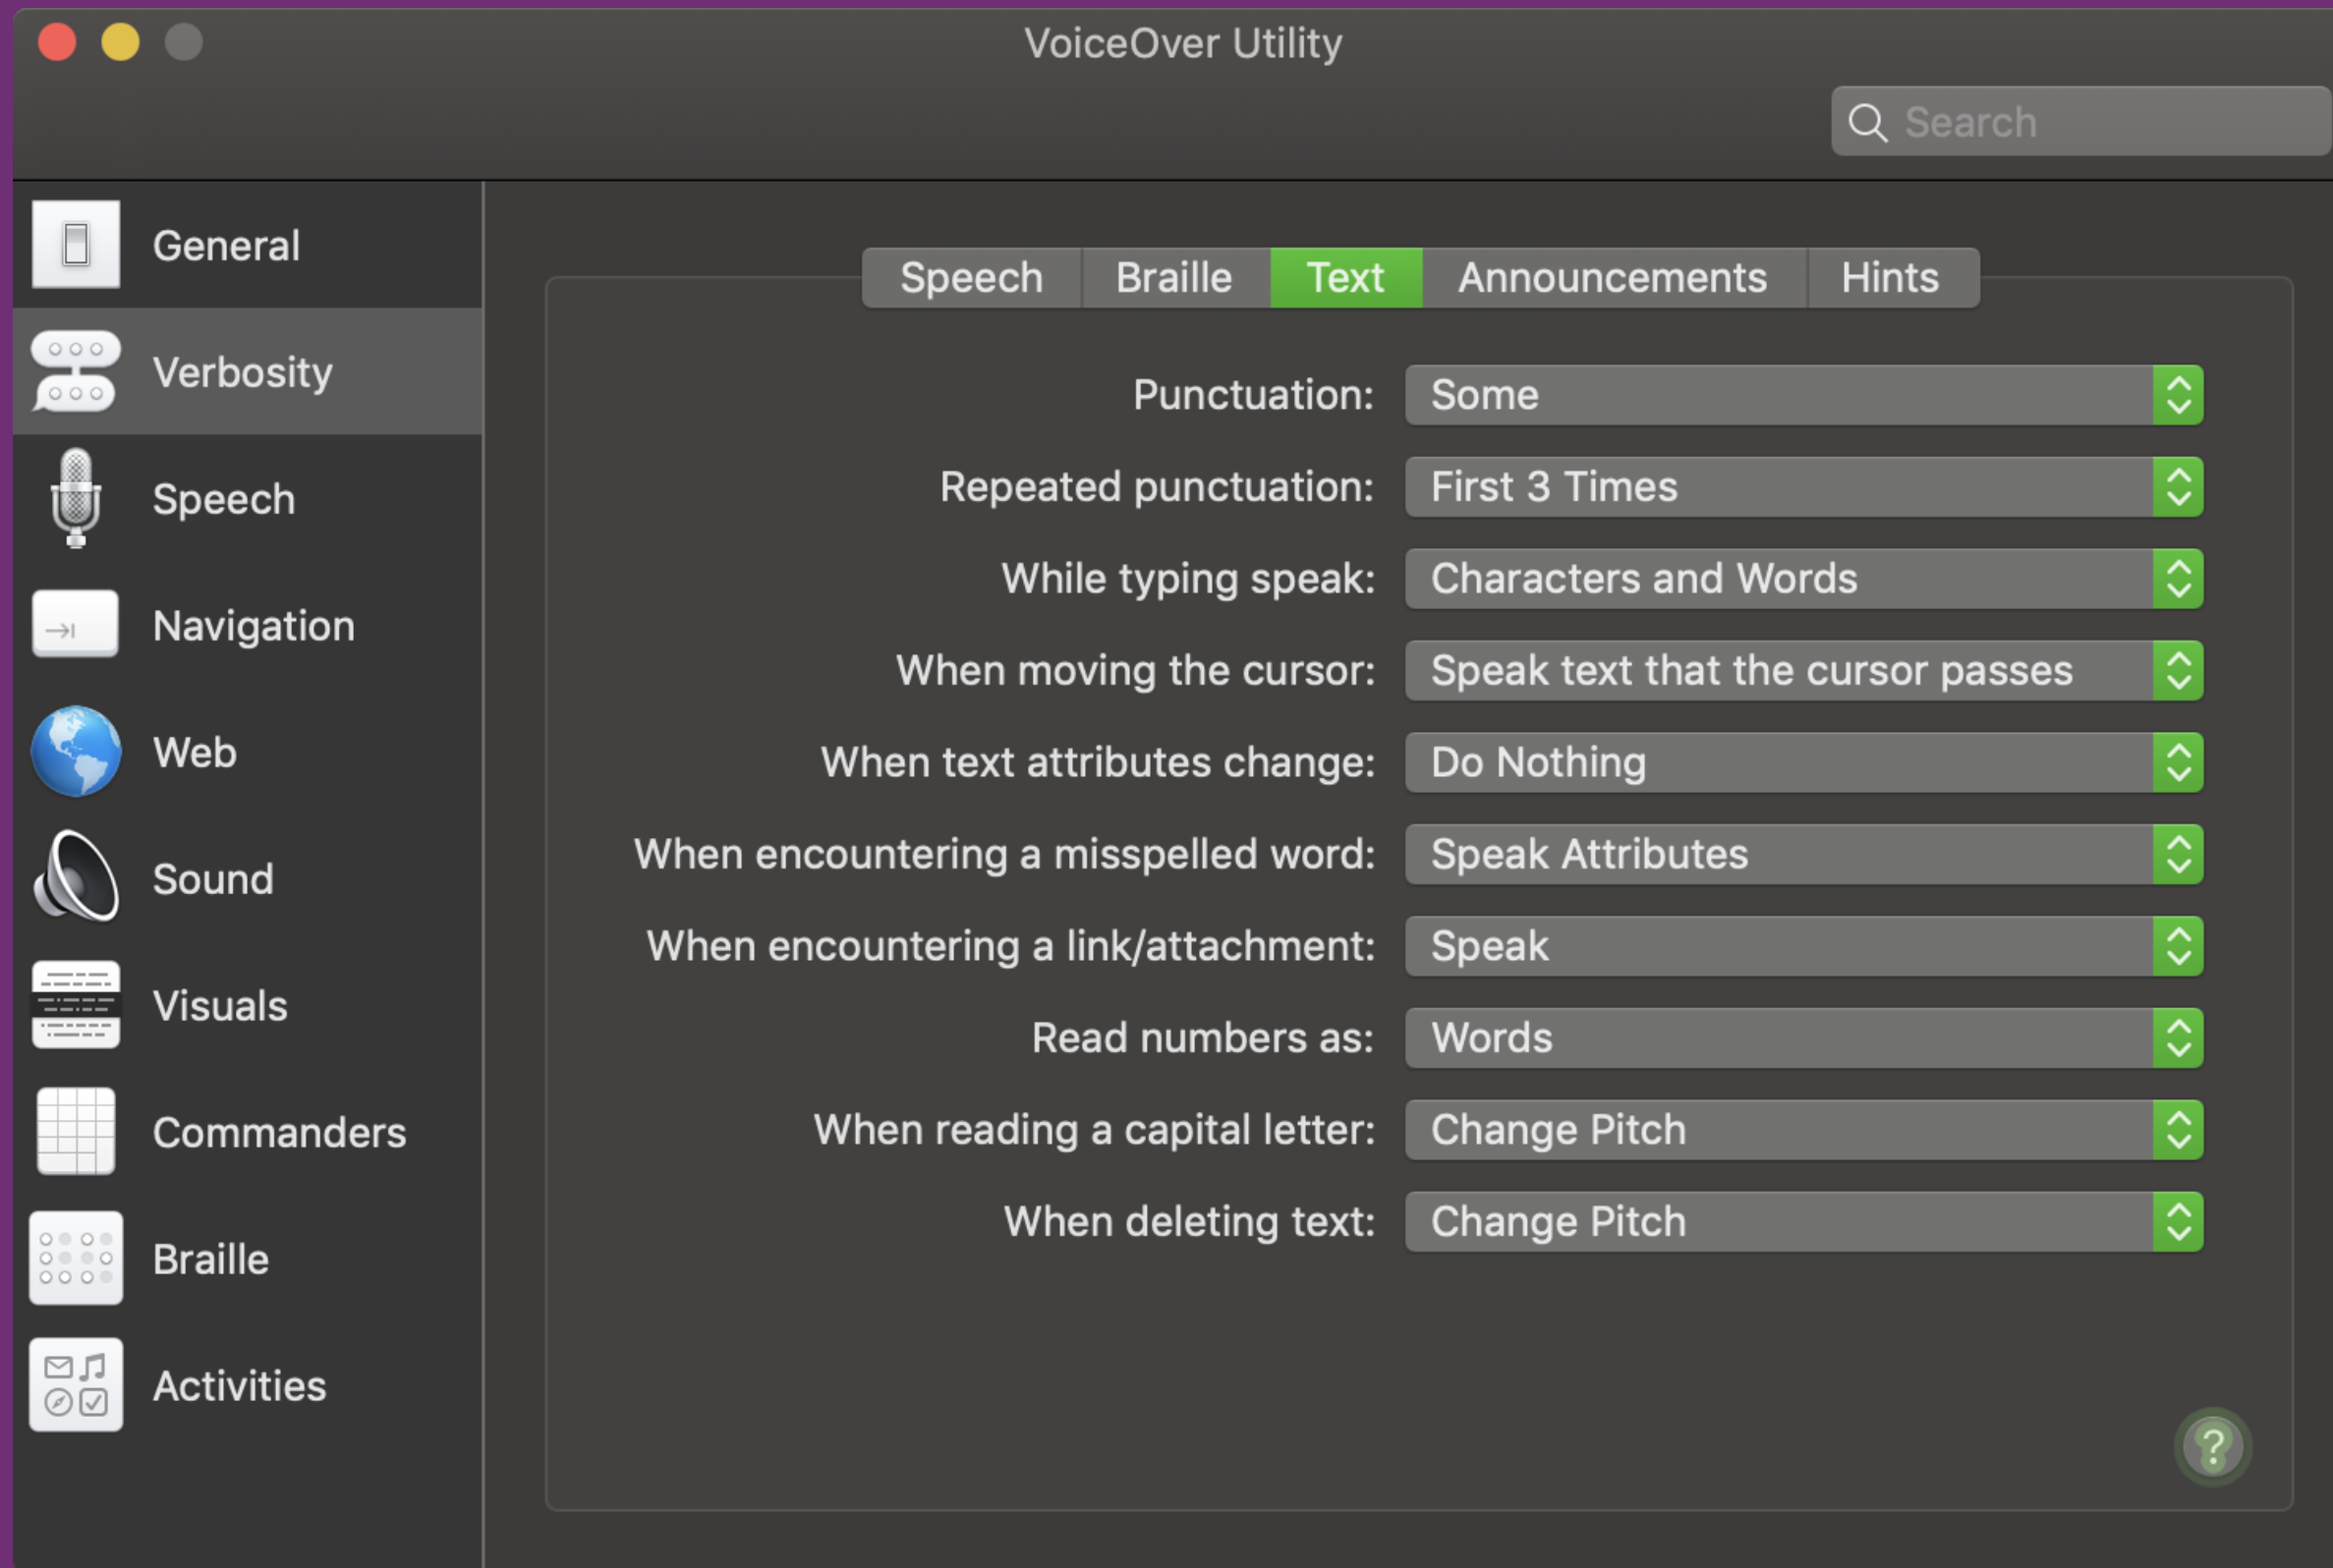 VoiceOver Utility
Search
General
Verbosity
Speech
Navigation
Web
Sound
Visuals
Commanders
Braille
Activities
Speech Braille Text Announcements Hints
Punctuation: Some
Repeated punctuation: First 3 Times
While typing speak: Characters and Words
When moving the cursor: Speak text that the cursor passes
When text attributes change: Do Nothing
When encountering a misspelled word: Speak Attributes
When encountering a link/attachment: Speak
Read numbers as: Words
When reading a capital letter: Change Pitch
When deleting text: Change Pitch
?